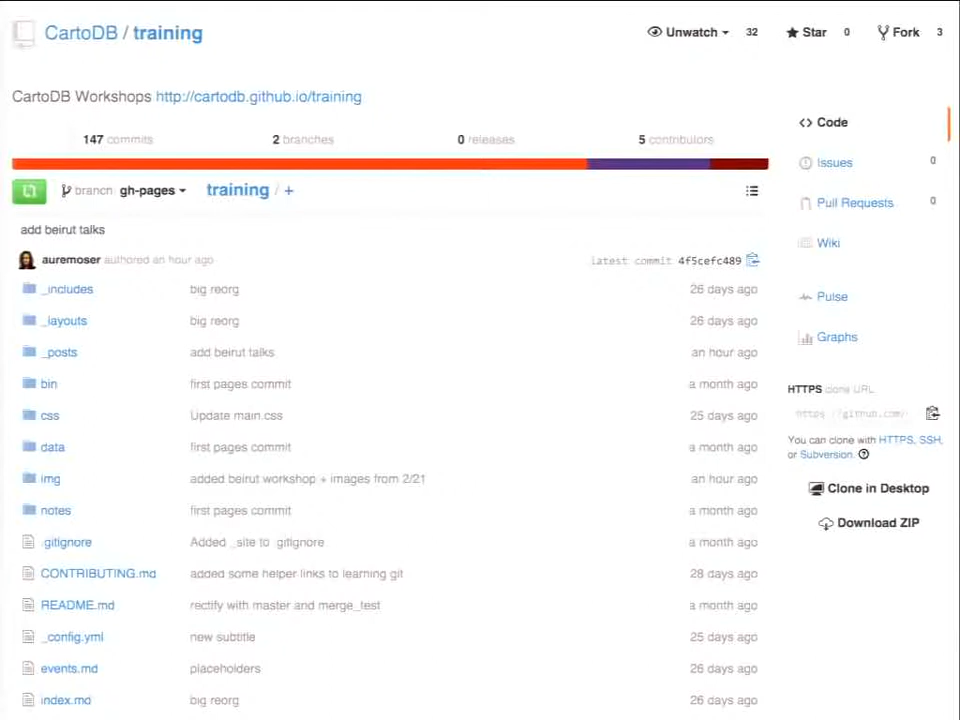 CartoDB / training
Unwatch 32 Star 0 Fork 3
CartoDB Workshops http://cartodb.github.io/training
147 commits 2 branches 0 releases 5 contributors
branch: gh-pages training / +
add beirut talks
auremoser authored an hour ago latest commit 4f5cefc489
_includes big reorg 26 days ago
_layouts big reorg 26 days ago
_posts add beirut talks an hour ago
bin first pages commit a month ago
css Update main.css 25 days ago
data first pages commit a month ago
img added beirut workshop + images from 2/21 an hour ago
notes first pages commit a month ago
.gitignore Added _site to .gitignore a month ago
CONTRIBUTING.md added some helper links to learning git 28 days ago
README.md rectify with master and merge_test a month ago
_config.yml new subtitle 25 days ago
events.md placeholders 26 days ago
index.md big reorg 26 days ago
Code
Issues 0
Pull Requests 0
Wiki
Pulse
Graphs
HTTPS clone URL
https://github.com/
You can clone with HTTPS, SSH,
or Subversion.
Clone in Desktop
Download ZIP